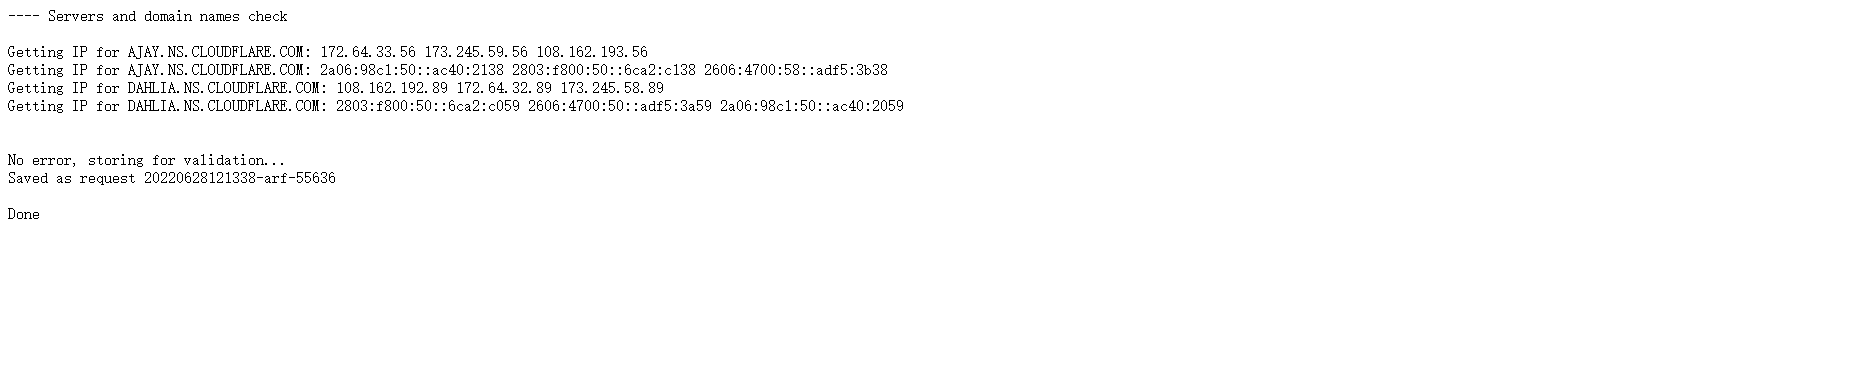 ---- Servers and domain names check
Getting IP for AJAY.NS.CLOUDFLARE.COM: 172.64.33.56 173.245.59.56 108.162.193.56
Getting IP for AJAY.NS.CLOUDFLARE.COM: 2a06:98c1:50::ac40:2138 2803:f800:50::6ca2:c138 2606:4700:58::adf5:3b38
Getting IP for DAHLIA.NS.CLOUDFLARE.COM: 108.162.192.89 172.64.32.89 173.245.58.89
Getting IP for DAHLIA.NS.CLOUDFLARE.COM: 2803:f800:50::6ca2:c059 2606:4700:50::adf5:3a59 2a06:98c1:50::ac40:2059
No error, storing for validation...
Saved as request 20220628121338-arf-55636
Done